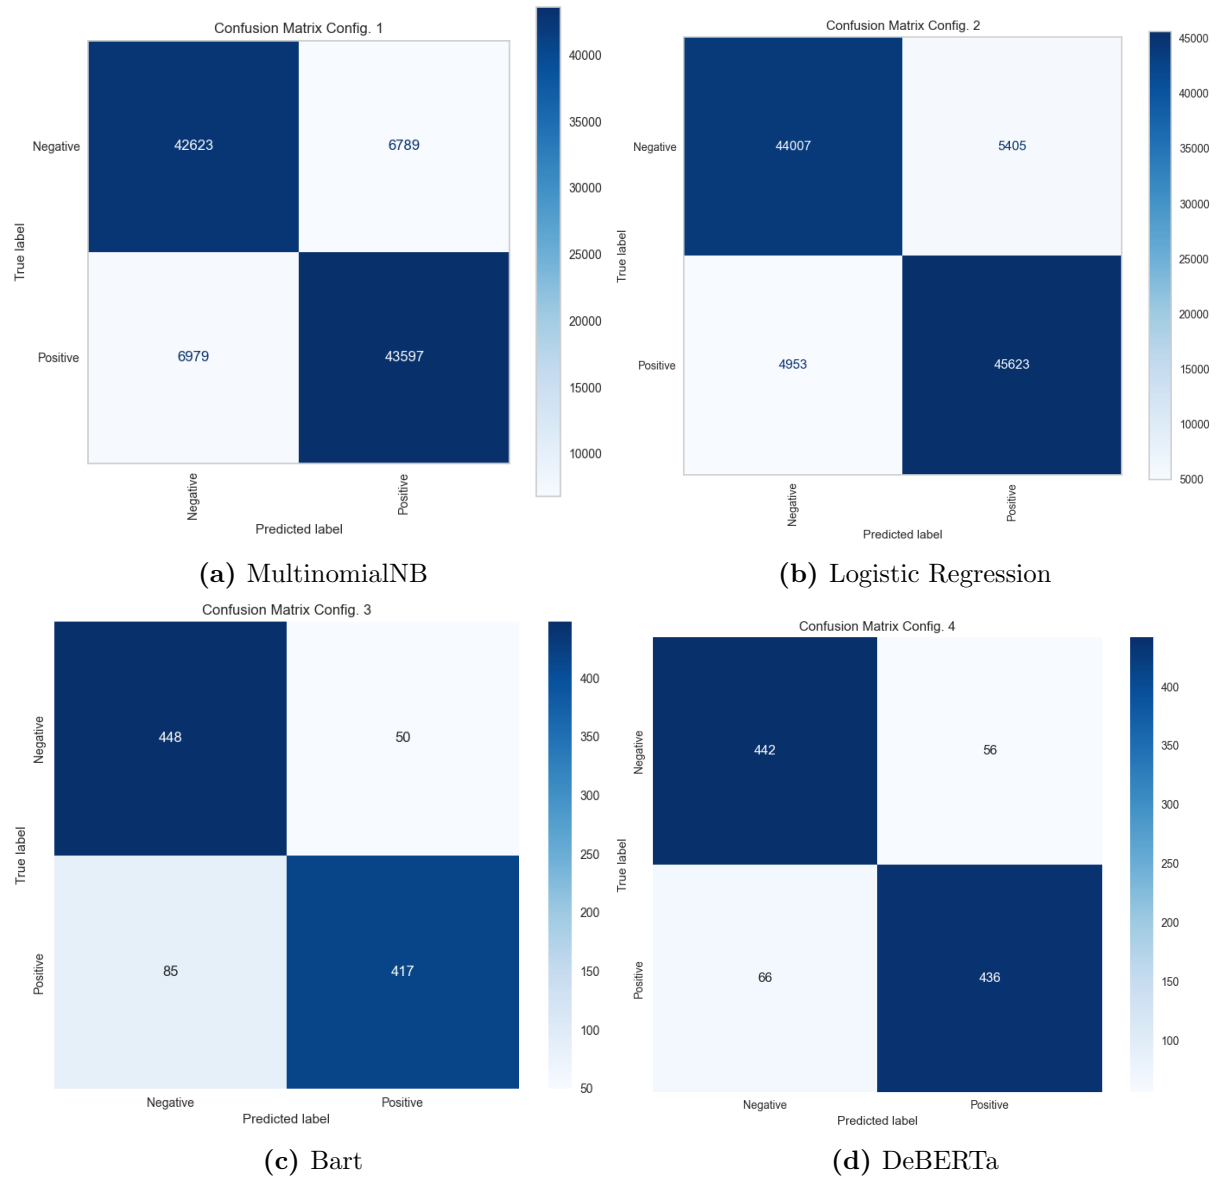 Confusion Matrix Config. 1
40000
35000
30000
25000
20000
15000
10000
True label
Negative
Positive
42623
6789
6979
43597
Negative
Positive
Predicted label
(a) MultinomialNB
Confusion Matrix Config. 2
45000
40000
35000
30000
25000
20000
15000
10000
5000
True label
Negative
Positive
44007
5405
4953
45623
Negative
Positive
Predicted label
(b) Logistic Regression
Confusion Matrix Config. 3
400
350
300
250
200
150
100
50
True label
Negative
Positive
448
50
85
417
Negative
Positive
Predicted label
(c) Bart
Confusion Matrix Config. 4
400
350
300
250
200
150
100
True label
Negative
Positive
442
56
66
436
Negative
Positive
Predicted label
(d) DeBERTa